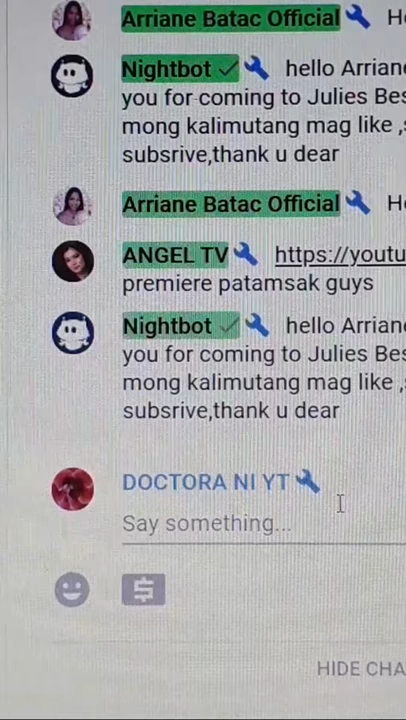 Arriane Batac Official
Nightbot hello Arriane
you for coming to Julies Bes
mong kalimutang mag like ,s
subsrive,thank u dear
Arriane Batac Official
ANGEL TV https://youtu
premiere patamsak guys
Nightbot hello Arriane
you for coming to Julies Bes
mong kalimutang mag like ,s
subsrive,thank u dear
DOCTORA NI YT
Say something...
HIDE CHA